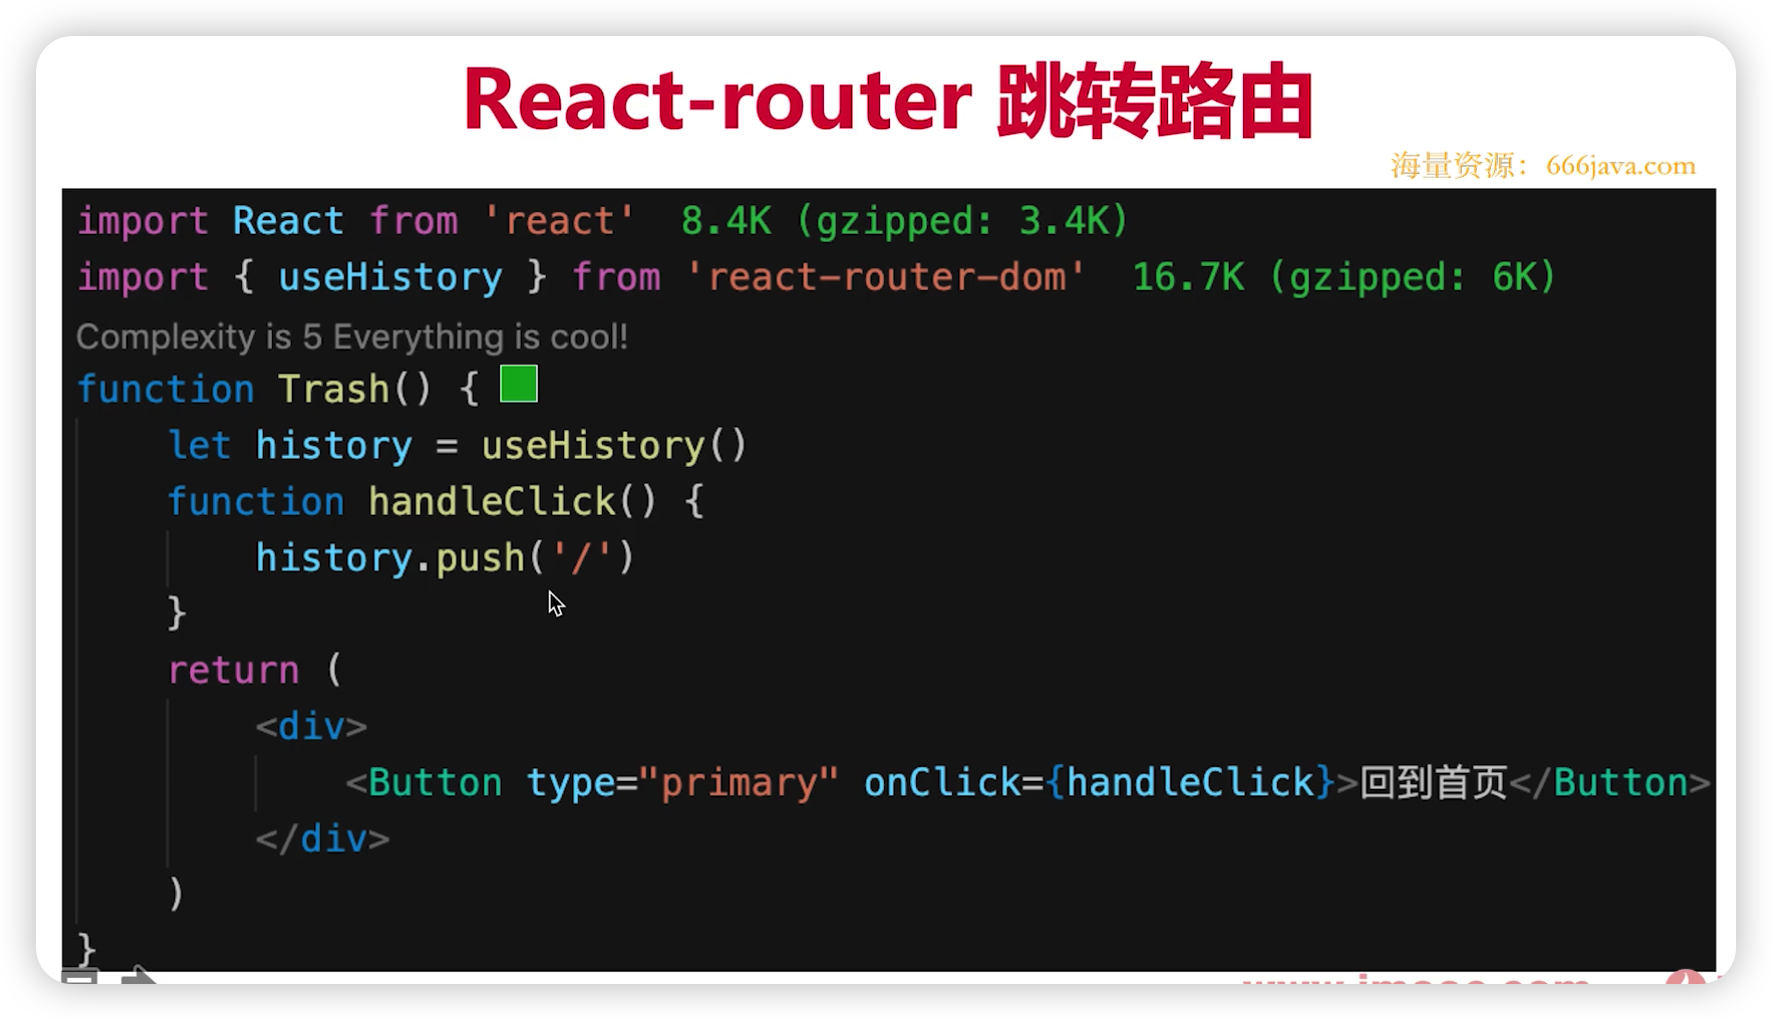 React-router 跳转路由
海量资源：666java.com
import React from 'react'  8.4K (gzipped: 3.4K)
import { useHistory } from 'react-router-dom'  16.7K (gzipped: 6K)
Complexity is 5 Everything is cool!
function Trash() {
    let history = useHistory()
    function handleClick() {
        history.push('/')
    }
    return (
        <div>
            <Button type="primary" onClick={handleClick}>回到首页</Button>
        </div>
    )
}